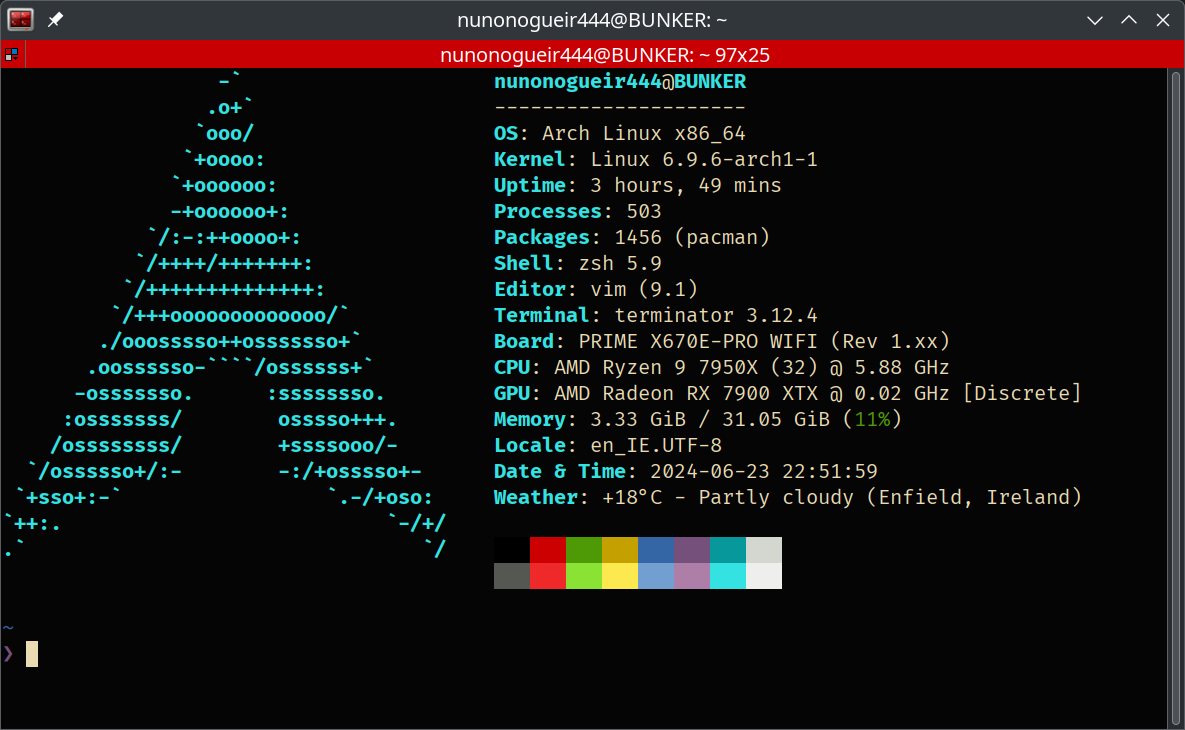 nunonogueir444@BUNKER: ~
nunonogueir444@BUNKER: ~ 97x25
                  -`                     nunonogueir444@BUNKER
                 .o+`                    ---------------------
                `ooo/                    OS: Arch Linux x86_64
               `+oooo:                   Kernel: Linux 6.9.6-arch1-1
              `+oooooo:                  Uptime: 3 hours, 49 mins
              -+oooooo+:                 Processes: 503
            `/:-:++oooo+:                Packages: 1456 (pacman)
           `/++++/+++++++:               Shell: zsh 5.9
          `/++++++++++++++:              Editor: vim (9.1)
         `/+++ooooooooooooo/`            Terminal: terminator 3.12.4
        ./ooosssso++osssssso+`           Board: PRIME X670E-PRO WIFI (Rev 1.xx)
       .oossssso-````/ossssss+`          CPU: AMD Ryzen 9 7950X (32) @ 5.88 GHz
      -osssssso.      :ssssssso.         GPU: AMD Radeon RX 7900 XTX @ 0.02 GHz [Discrete]
     :osssssss/        osssso+++.        Memory: 3.33 GiB / 31.05 GiB (11%)
    /ossssssss/        +ssssooo/-        Locale: en_IE.UTF-8
  `/ossssso+/:-        -:/+osssso+-      Date & Time: 2024-06-23 22:51:59
 `+sso+:-`                 `.-/+oso:     Weather: +18°C - Partly cloudy (Enfield, Ireland)
`++:.                           `-/+/
.`                                 `/
~
❯